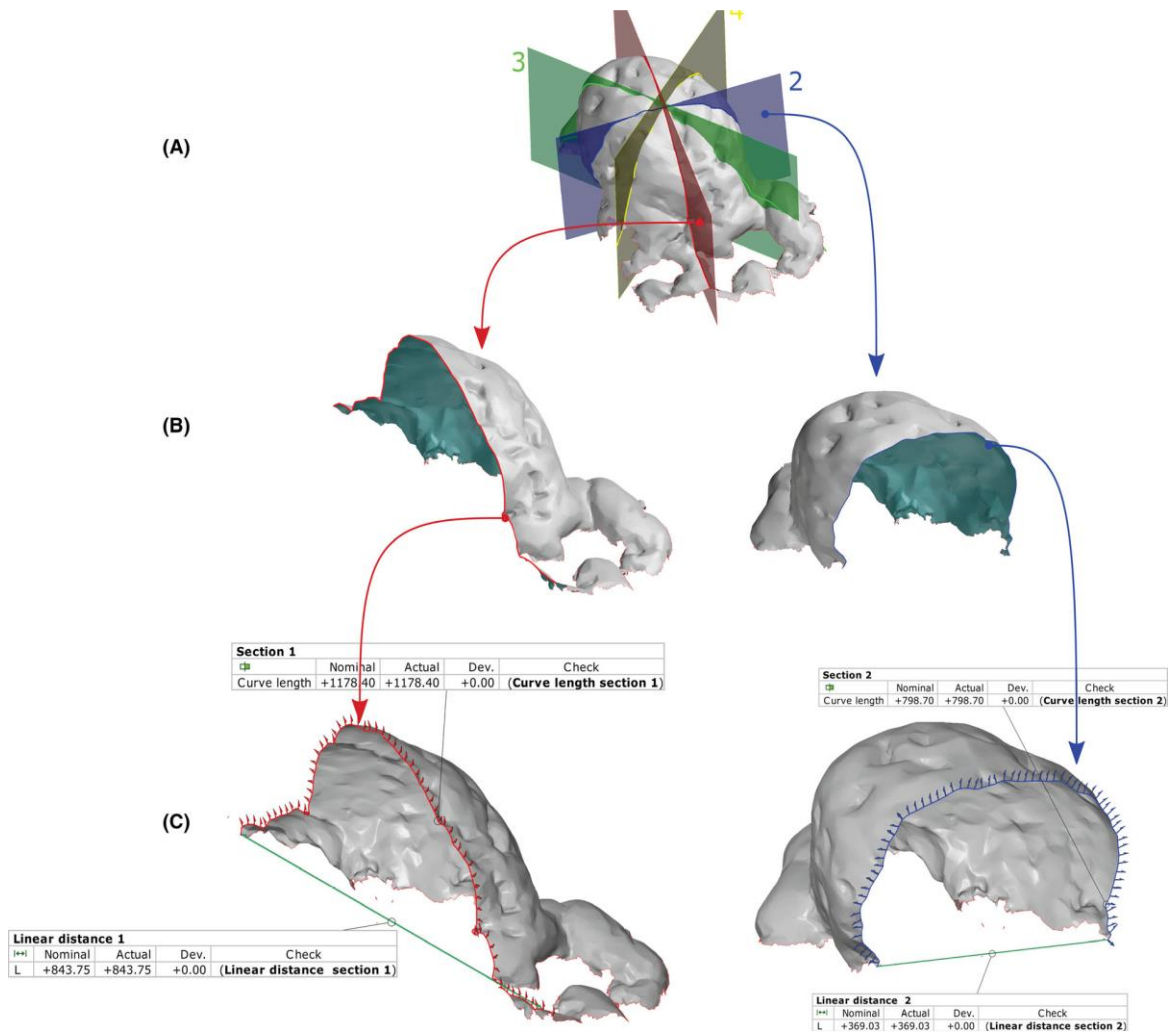 4
3
2
(A)
(B)
Section 1
Nominal Actual Dev. Check
Curve length +1178.40 +1178.40 +0.00 (Curve length section 1)
Section 2
Nominal Actual Dev. Check
Curve length +798.70 +798.70 +0.00 (Curve length section 2)
(C)
Linear distance 1
Nominal Actual Dev. Check
L +843.75 +843.75 +0.00 (Linear distance section 1)
Linear distance 2
Nominal Actual Dev. Check
L +369.03 +369.03 +0.00 (Linear distance section 2)